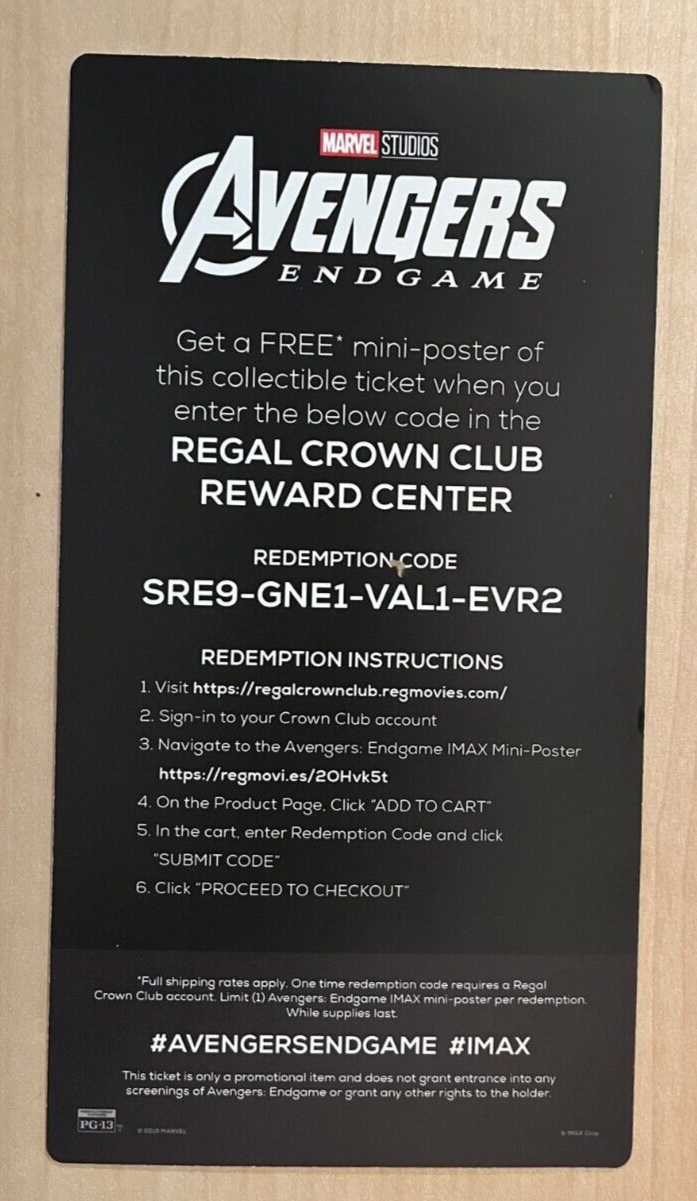 MARVEL STUDIOS
AVENGERS
ENDGAME
Get a FREE* mini-poster of
this collectible ticket when you
enter the below code in the
REGAL CROWN CLUB
REWARD CENTER
REDEMPTION CODE
SRE9-GNE1-VAL1-EVR2
REDEMPTION INSTRUCTIONS
1. Visit https://regalcrownclub.regmovies.com/
2. Sign-in to your Crown Club account
3. Navigate to the Avengers: Endgame IMAX Mini-Poster
https://regmovi.es/2OHvk5t
4. On the Product Page, Click "ADD TO CART"
5. In the cart, enter Redemption Code and click
"SUBMIT CODE"
6. Click "PROCEED TO CHECKOUT"
*Full shipping rates apply. One time redemption code requires a Regal
Crown Club account. Limit (1) Avengers: Endgame IMAX mini-poster per redemption.
While supplies last.
#AVENGERSENDGAME #IMAX
This ticket is only a promotional item and does not grant entrance into any
screenings of Avengers: Endgame or grant any other rights to the holder.
PG-13
© 2019 MARVEL
IMAX Corp